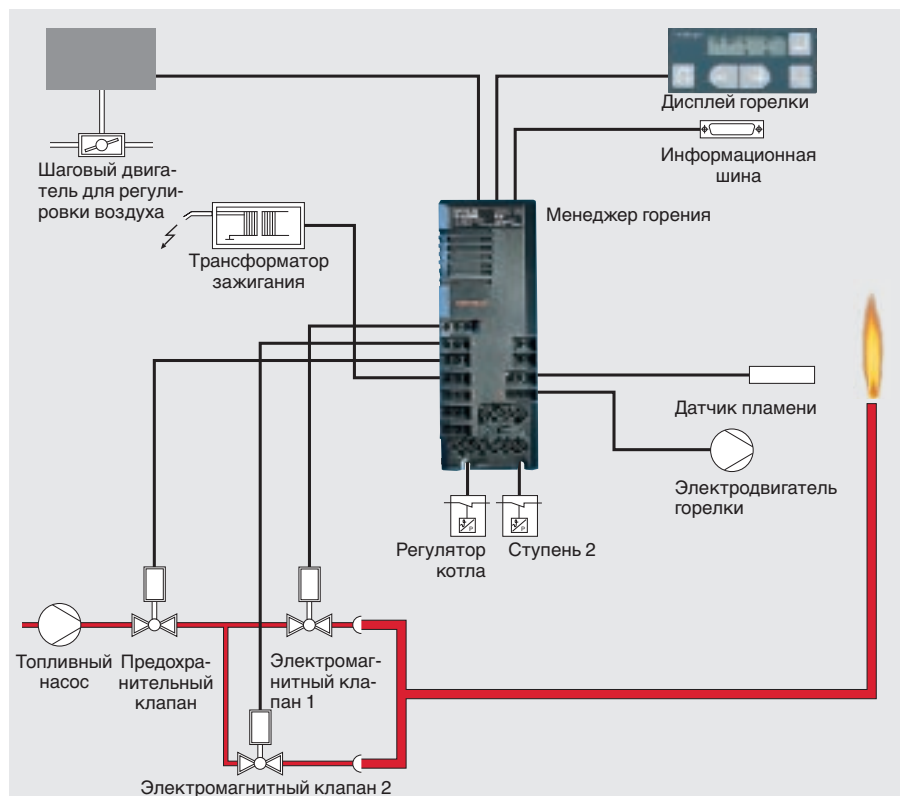 Дисплей горелки
Информационная
шина
Шаговый двига-
тель для регули-
ровки воздуха
Менеджер горения
Трансформатор
зажигания
Датчик пламени
Электродвигатель
горелки
Регулятор
котла
Ступень 2
P
P
Топливный
насос
Предохра-
нительный
клапан
Электромаг-
нитный кла-
пан 1
Электромагнитный клапан 2